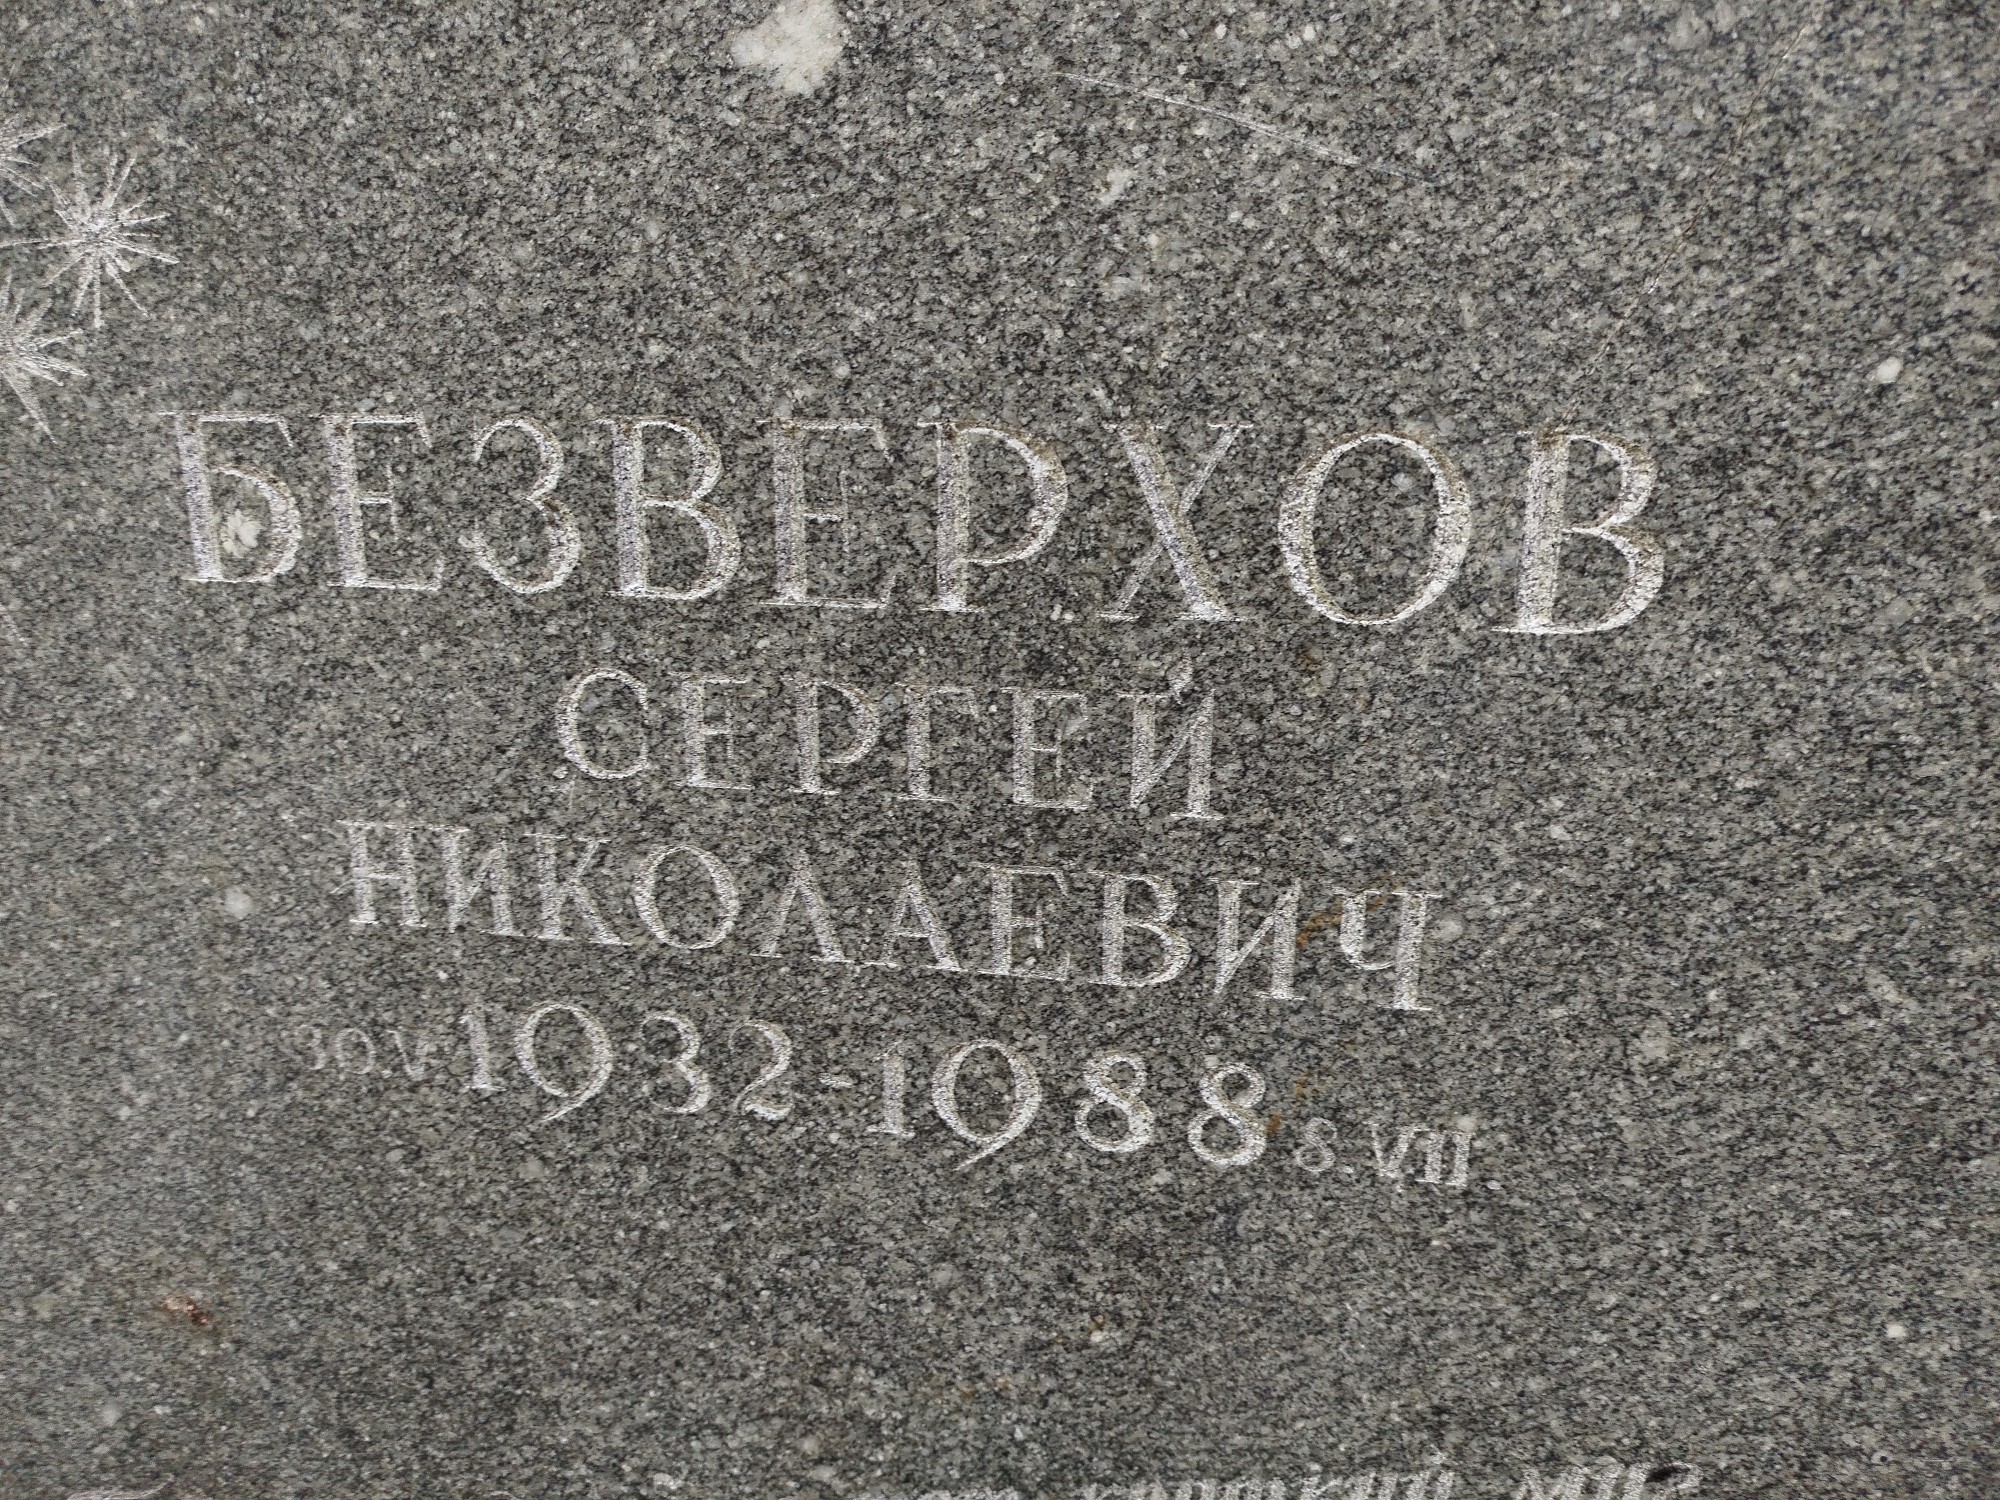 БЕЗВЕРХОВ
СЕРГЕЙ
НИКОЛАЕВИЧ
30.V 1932-1988 8.VII